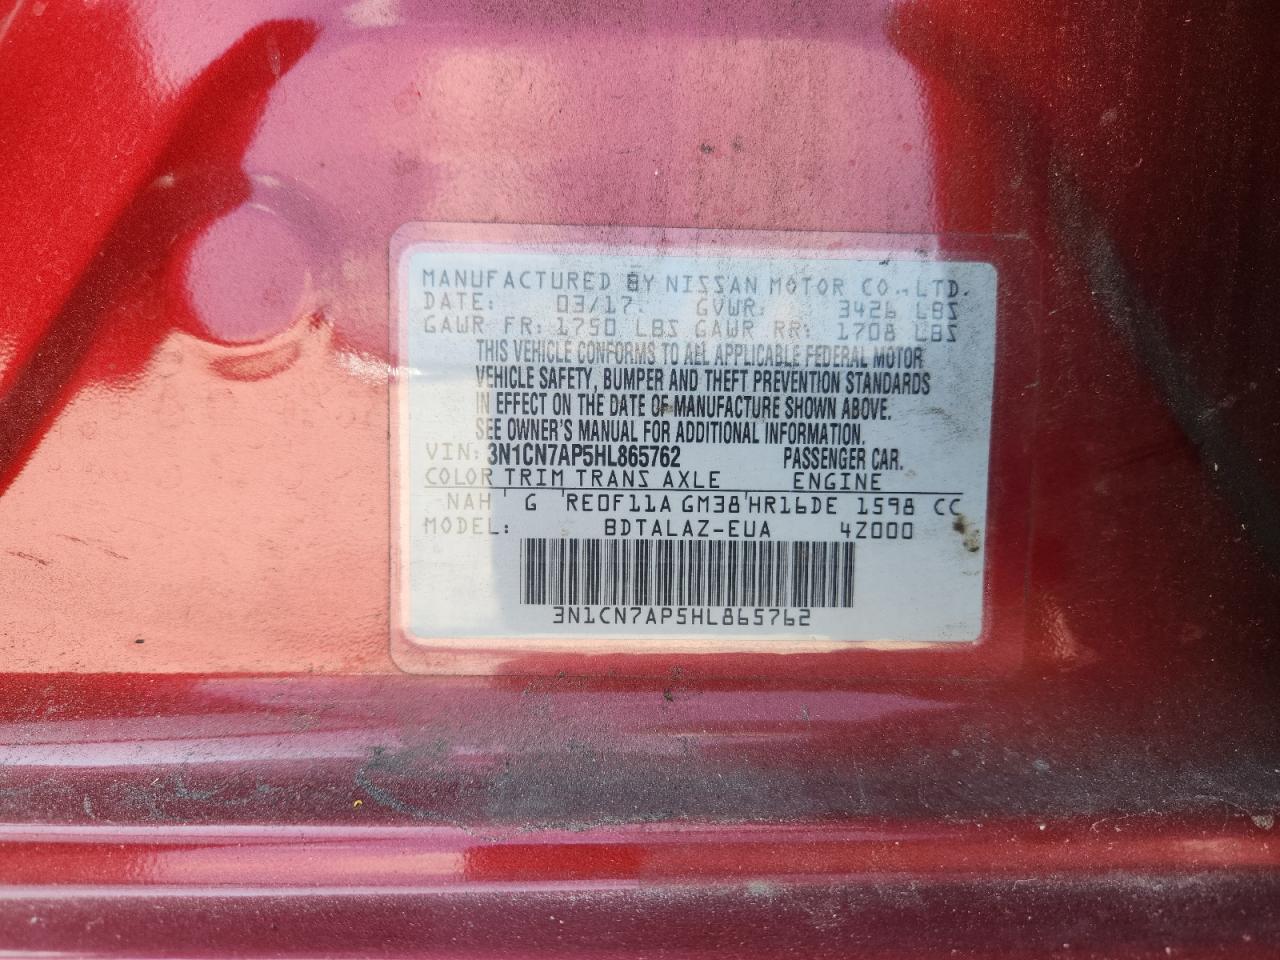 MANUFACTURED BY NISSAN MOTOR CO., LTD.
DATE: 03/17. GVWR: 3426 LBS
GAWR FR: 1750 LBS GAWR RR: 1708 LBS
THIS VEHICLE CONFORMS TO ALL APPLICABLE FEDERAL MOTOR
VEHICLE SAFETY, BUMPER AND THEFT PREVENTION STANDARDS
IN EFFECT ON THE DATE OF MANUFACTURE SHOWN ABOVE.
SEE OWNER'S MANUAL FOR ADDITIONAL INFORMATION.
VIN: 3N1CN7AP5HL865762 PASSENGER CAR.
COLOR TRIM TRANS AXLE ENGINE
NAH G RE0F11A GM38 HR16DE 1598 CC
MODEL: BDTALAZ-EUA 4Z000
3N1CN7AP5HL865762